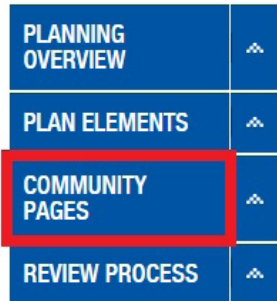 PLANNING
OVERVIEW
PLAN ELEMENTS
COMMUNITY
PAGES
REVIEW PROCESS